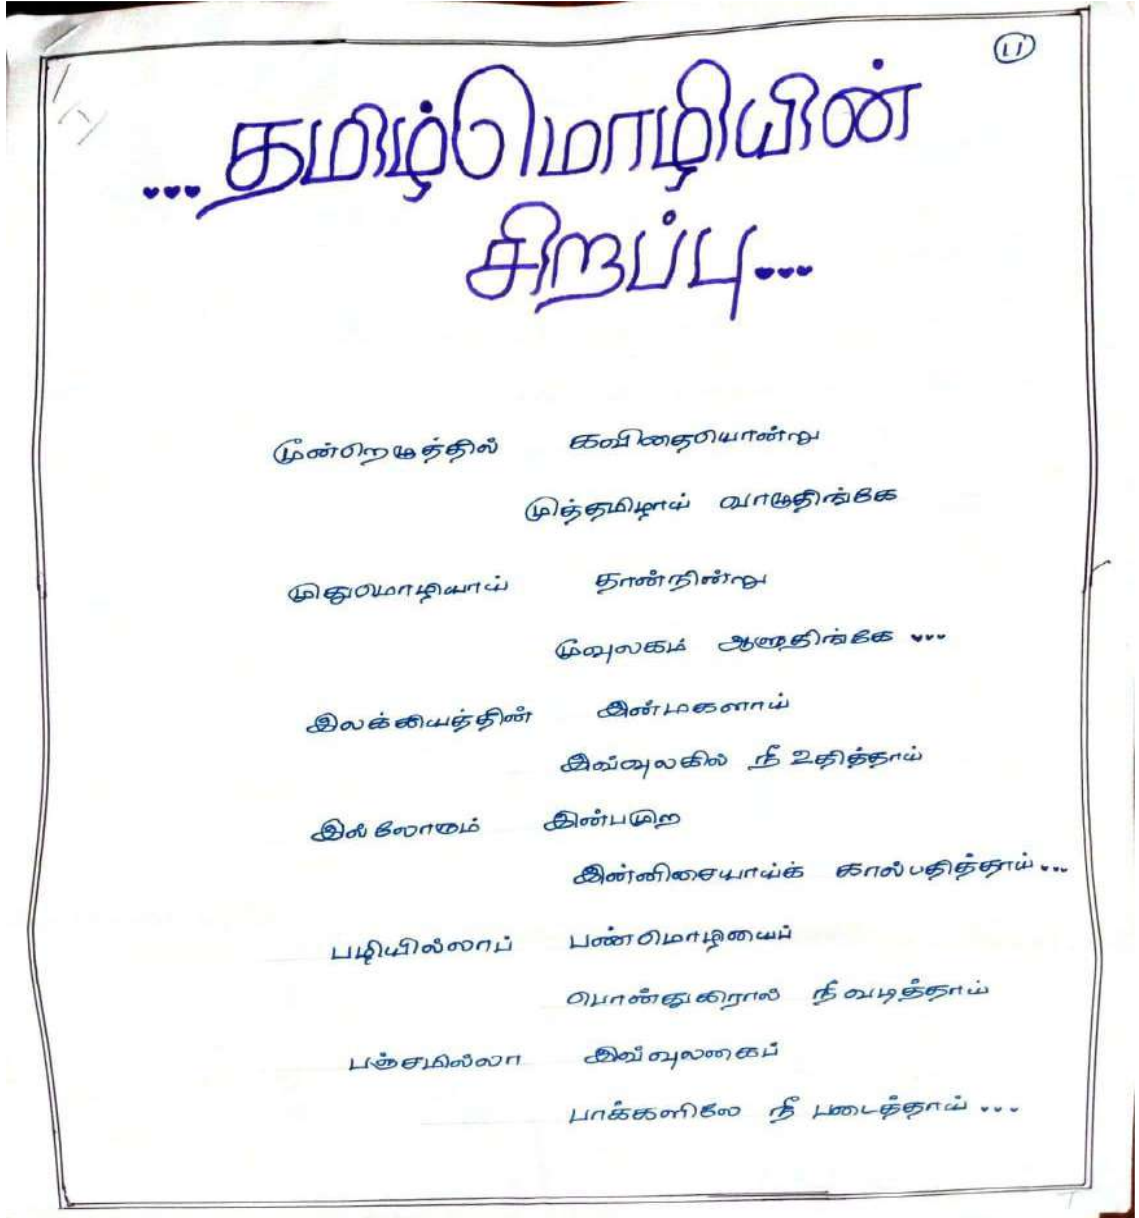 ...தமிழ்மொழியின்
சிறப்பு...
மூன்றெழுத்தில் கவிதையொன்று
முத்தமிழாய் வாழுதிங்கே
முதுமொழியாய் தான்நின்று
மூவுலகம் ஆளுதிங்கே ...
இலக்கியத்தின் இன்மகளாய்
இவ்வுலகில் நீ உதித்தாய்
இல்லோரும் இன்பமுற
இன்னிசையாய்க் கால்பதித்தாய் ...
பழியில்லாப் பண்மொழியைப்
நீ வடித்தாய்
பஞ்சமில்லா இவ்வுலகைப்
பாக்களிலே நீ படைத்தாய் ...